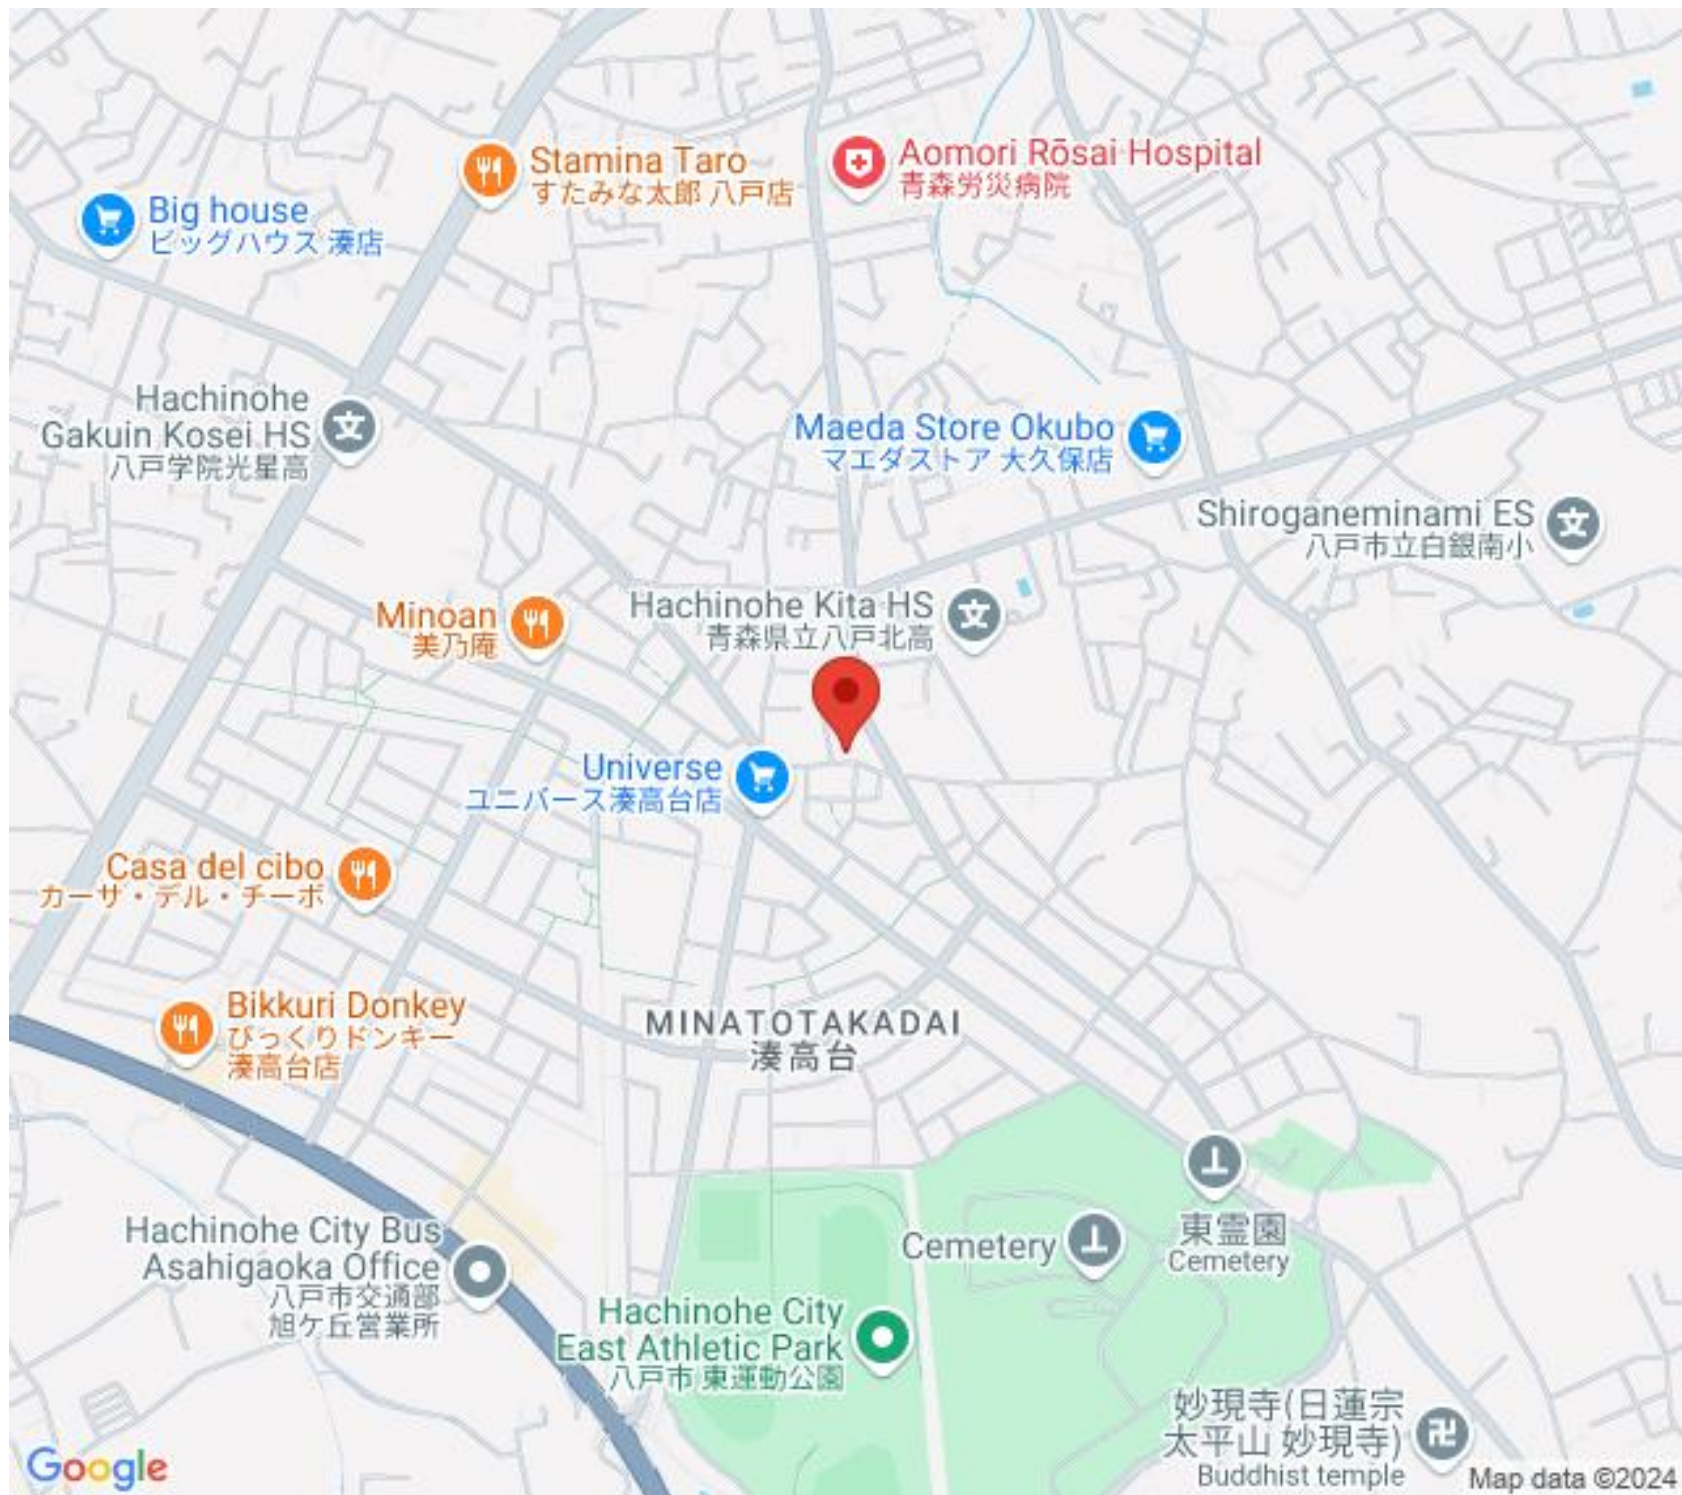 Stamina Taro
すたみな太郎 八戸店
Aomori Rōsai Hospital
青森労災病院
Big house
ビッグハウス 湊店
Hachinohe
Gakuin Kosei HS
八戸学院光星高
文
Maeda Store Okubo
マエダストア 大久保店
Shiroganeminami ES
八戸市立白銀南小
文
Minoan
美乃庵
Hachinohe Kita HS
青森県立八戸北高
文
Universe
ユニバース湊高台店
Casa del cibo
カーサ・デル・チーボ
Bikkuri Donkey
びっくりドンキー
湊高台店
MINATOTAKADAI
湊高台
Hachinohe City Bus
Asahigaoka Office
八戸市交通部
旭ケ丘営業所
Cemetery
東霊園
Cemetery
Hachinohe City
East Athletic Park
八戸市 東運動公園
妙現寺(日蓮宗
太平山 妙現寺)
Buddhist temple
Google
Map data ©2024